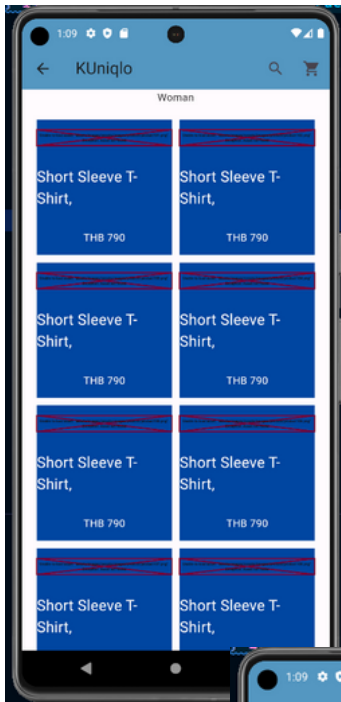 1:09
KUniqlo
Woman
Short Sleeve T-
Shirt,
THB 790
Short Sleeve T-
Shirt,
THB 790
Short Sleeve T-
Shirt,
THB 790
Short Sleeve T-
Shirt,
THB 790
Short Sleeve T-
Shirt,
THB 790
Short Sleeve T-
Shirt,
THB 790
Short Sleeve T-
Shirt,
Short Sleeve T-
Shirt,
1:09